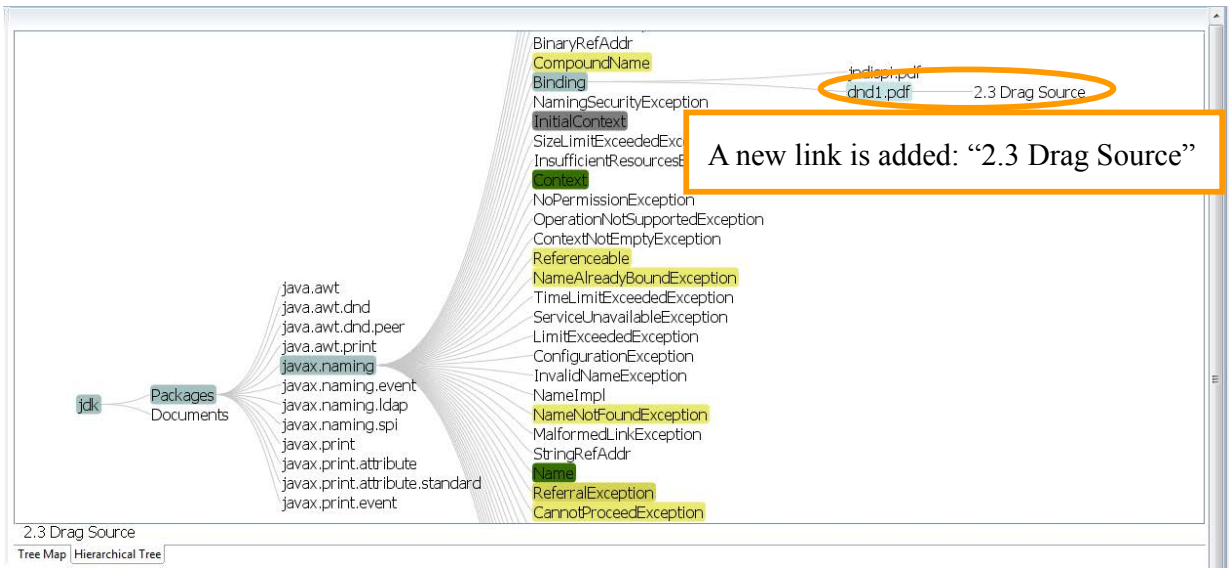 BinaryRefAddr
CompoundName
Binding
NamingSecurityException
InitialContext
SizeLimitExceededExc
InsufficientResourcesE
Context
NoPermissionException
OperationNotSupportedException
ContextNotEmptyException
Referenceable
NameAlreadyBoundException
TimeLimitExceededException
ServiceUnavailableException
LimitExceededException
ConfigurationException
InvalidNameException
NameImpl
NameNotFoundException
MalformedLinkException
StringRefAddr
Name
ReferralException
CannotProceedException
jndispi.pdf
dnd1.pdf
2.3 Drag Source
A new link is added: “2.3 Drag Source”
java.awt
java.awt.dnd
java.awt.dnd.peer
java.awt.print
javax.naming
javax.naming.event
javax.naming.ldap
javax.naming.spi
javax.print
javax.print.attribute
javax.print.attribute.standard
javax.print.event
jdk
Packages
Documents
2.3 Drag Source
Tree Map
Hierarchical Tree